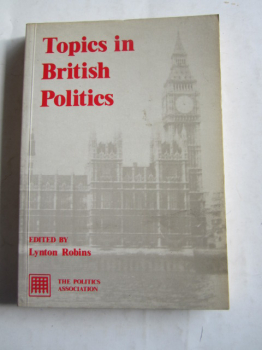 Topics in
British
Politics
EDITED BY
Lynton Robins
THE POLITICS
ASSOCIATION